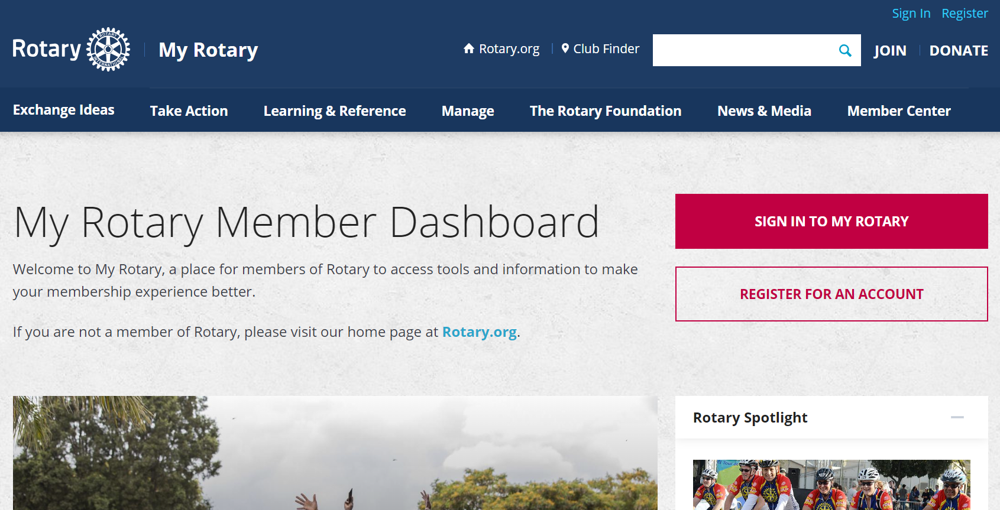 Sign In Register
Rotary
ROTARY
INTERNATIONAL
My Rotary
Rotary.org
Club Finder
JOIN
DONATE
Exchange Ideas
Take Action
Learning & Reference
Manage
The Rotary Foundation
News & Media
Member Center
My Rotary Member Dashboard
Welcome to My Rotary, a place for members of Rotary to access tools and information to make
your membership experience better.
If you are not a member of Rotary, please visit our home page at Rotary.org.
SIGN IN TO MY ROTARY
REGISTER FOR AN ACCOUNT
Rotary Spotlight